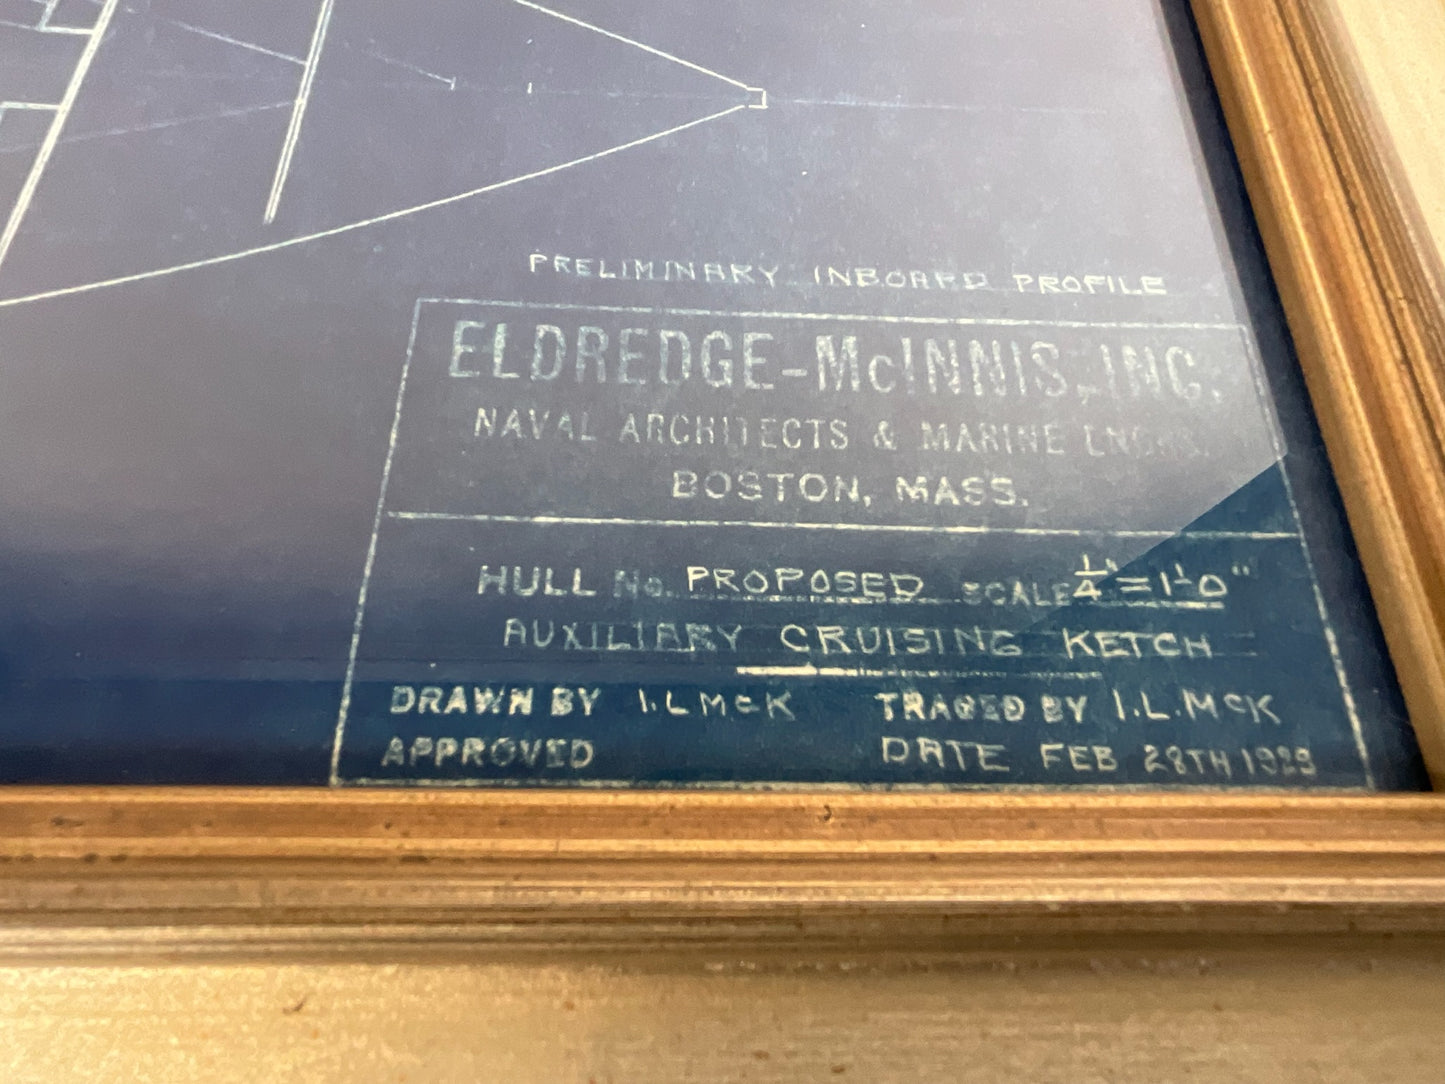 PRELIMINARY INBOARD PROFILE
ELDREDGE-McINNIS, INC.
NAVAL ARCHITECTS & MARINE ENGRS.
BOSTON, MASS.
HULL No. PROPOSED SCALE 1/4" = 1'-0"
AUXILIARY CRUISING KETCH
DRAWN BY I.L McK TRACED BY I.L.McK
APPROVED DATE FEB 28TH 1929